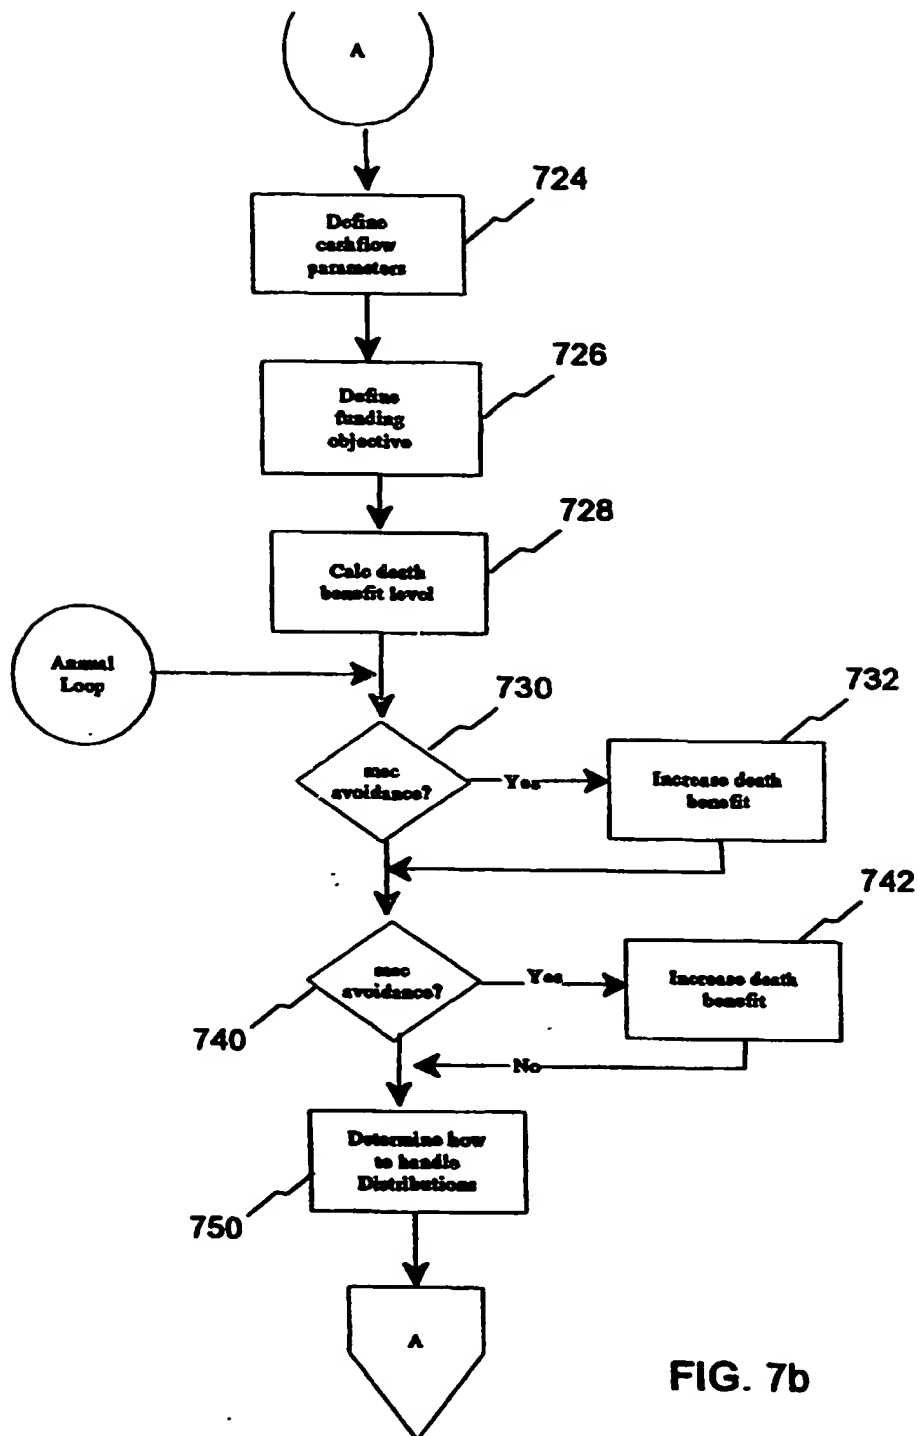 A
724
Define
cashflow
parameters
726
Define
funding
objective
728
Calc death
benefit level
Annual
Loop
730
732
mec
avoidance?
Yes
Increase death
benefit
742
mec
avoidance?
Yes
Increase death
benefit
740
No
Determine how
to handle
Distributions
750
A
FIG. 7b